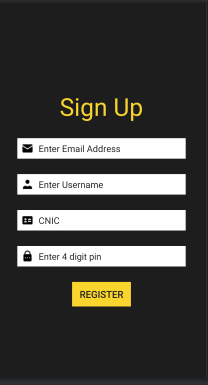 Sign Up
Enter Email Address
Enter Username
CNIC
Enter 4 digit pin
REGISTER